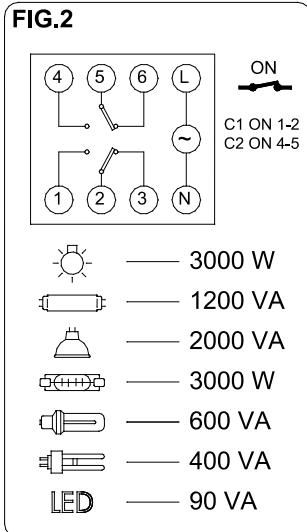 FIG.2
4 5 6 L
ON
C1 ON 1-2
C2 ON 4-5
~
1 2 3 N
3000 W
1200 VA
2000 VA
3000 W
600 VA
400 VA
LED 90 VA